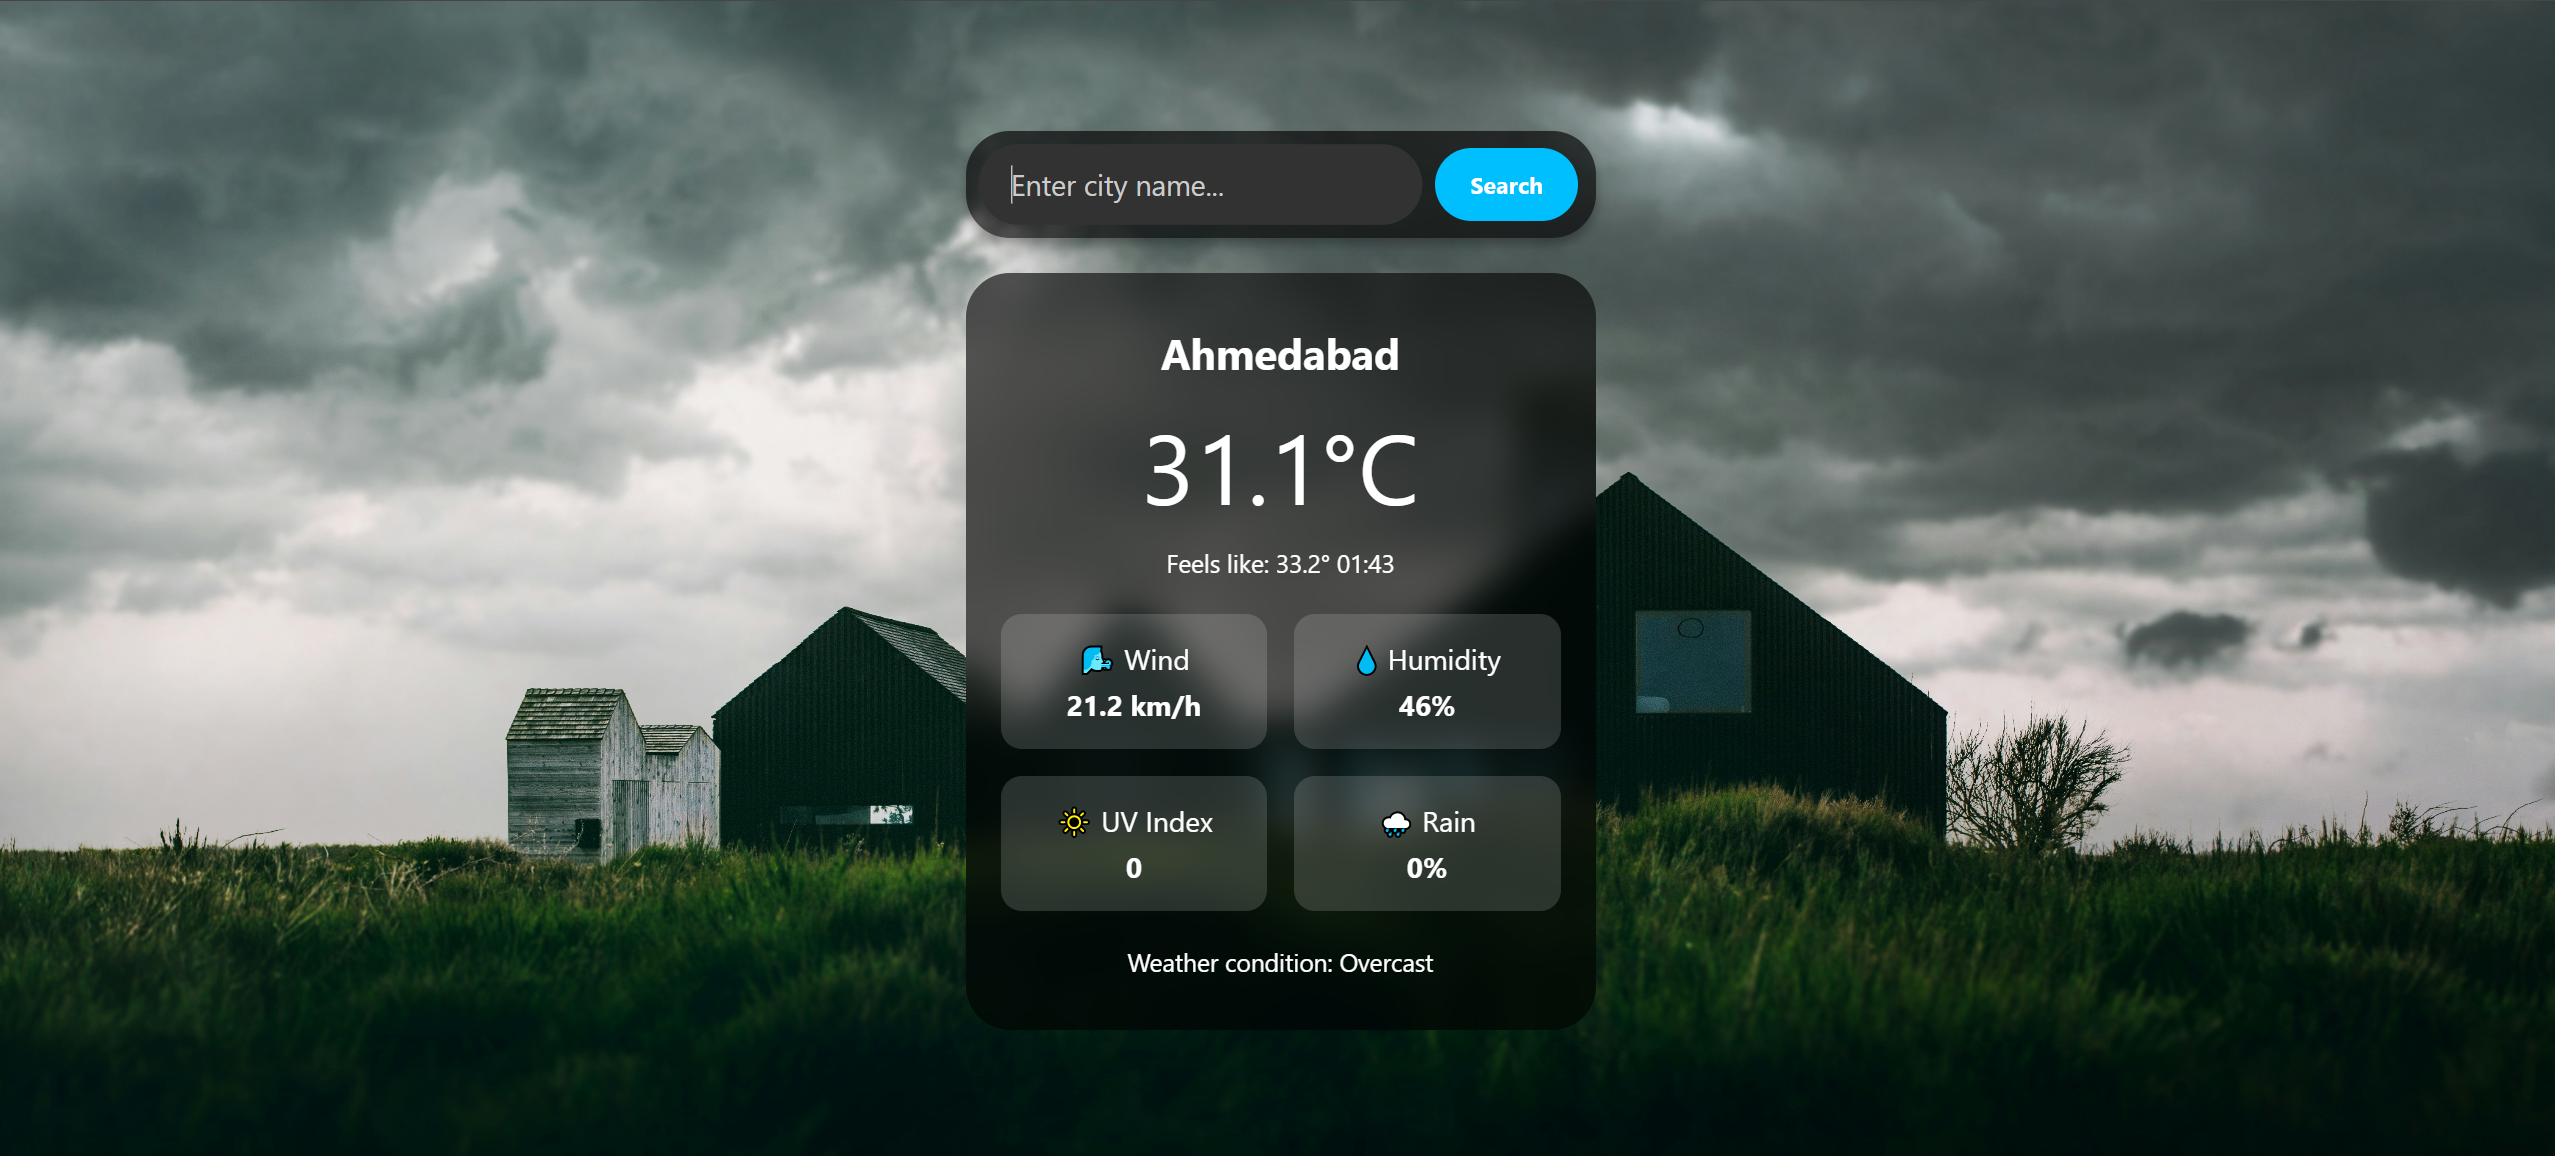 Enter city name...
Search
Ahmedabad
31.1°C
Feels like: 33.2° 01:43
Wind
21.2 km/h
Humidity
46%
UV Index
0
Rain
0%
Weather condition: Overcast